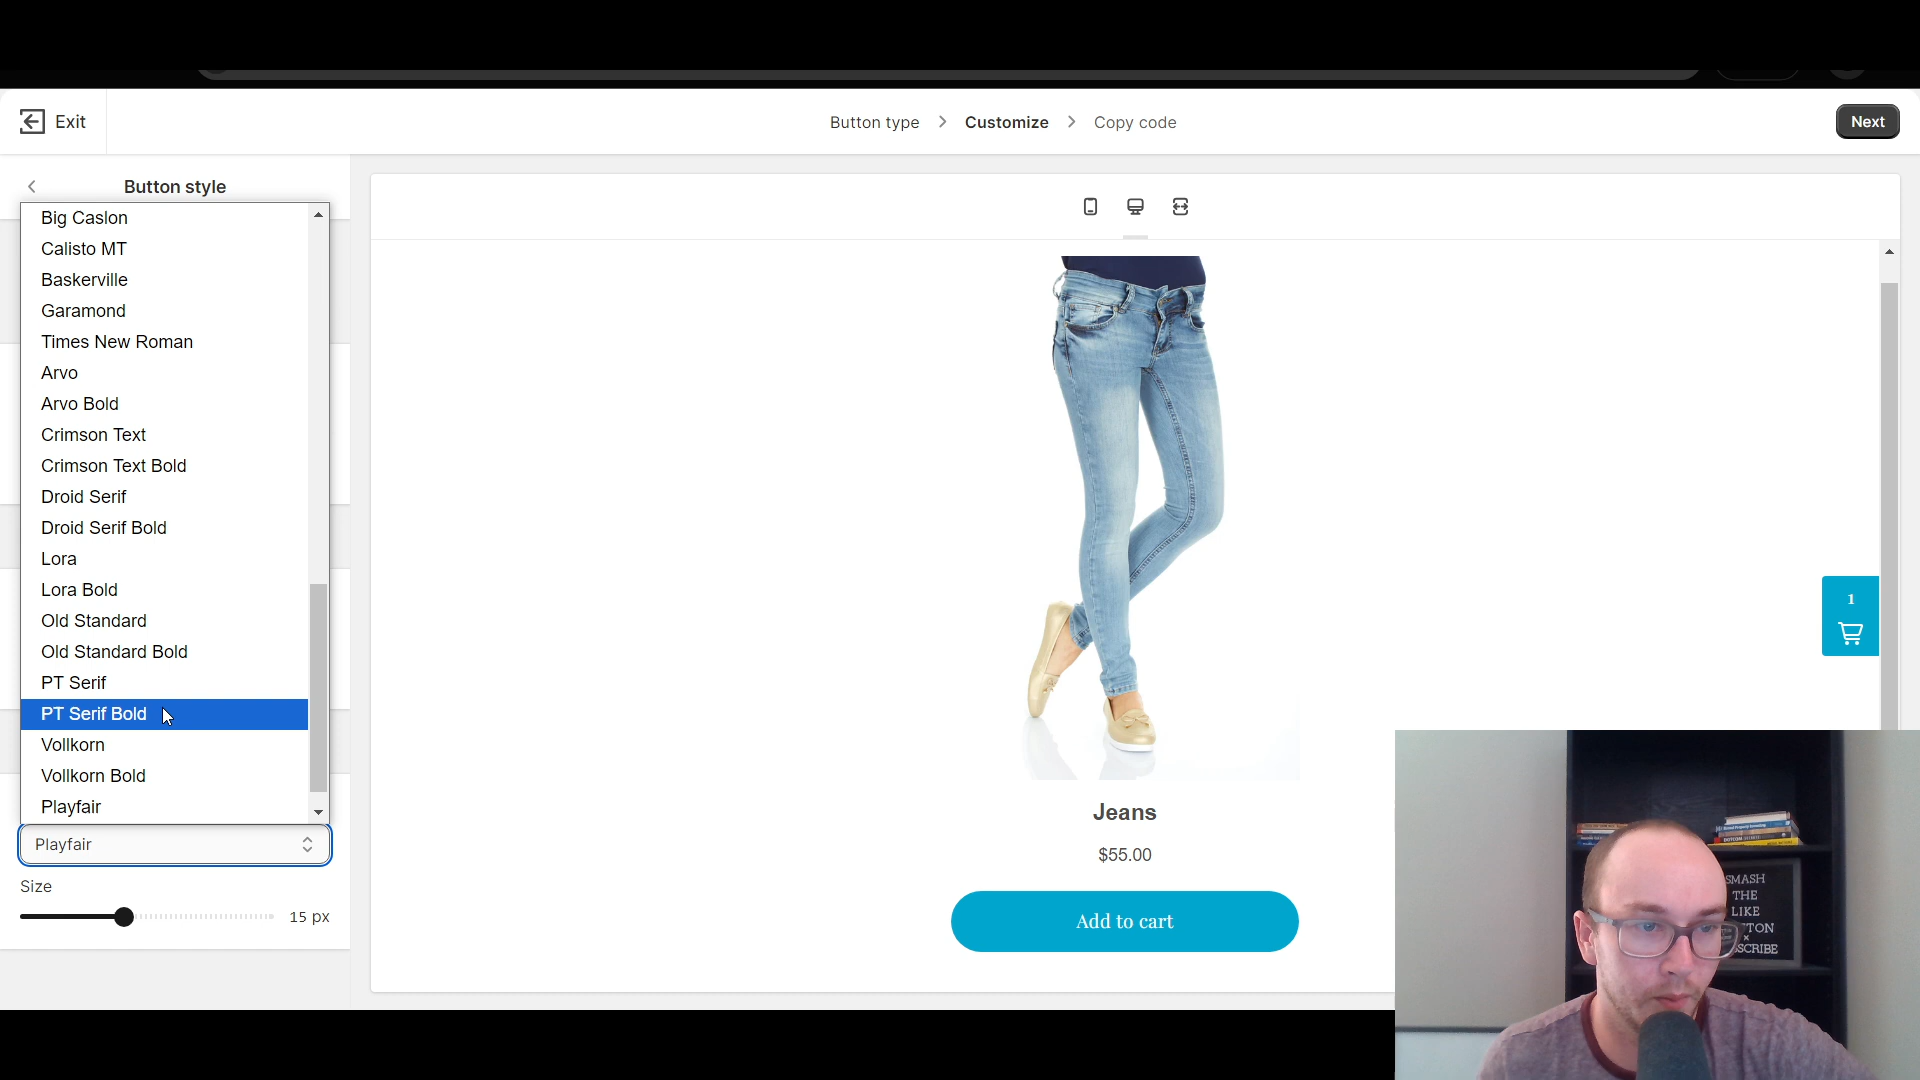 Exit
Button type
Customize
Copy code
Next
Button style
Big Caslon
Calisto MT
Baskerville
Garamond
Times New Roman
Arvo
Arvo Bold
Crimson Text
Crimson Text Bold
Droid Serif
Droid Serif Bold
Lora
Lora Bold
Old Standard
Old Standard Bold
PT Serif
PT Serif Bold
Vollkorn
Vollkorn Bold
Playfair
Playfair
Size
15 px
1
Jeans
$55.00
Add to cart
SMASH
THE
LIKE